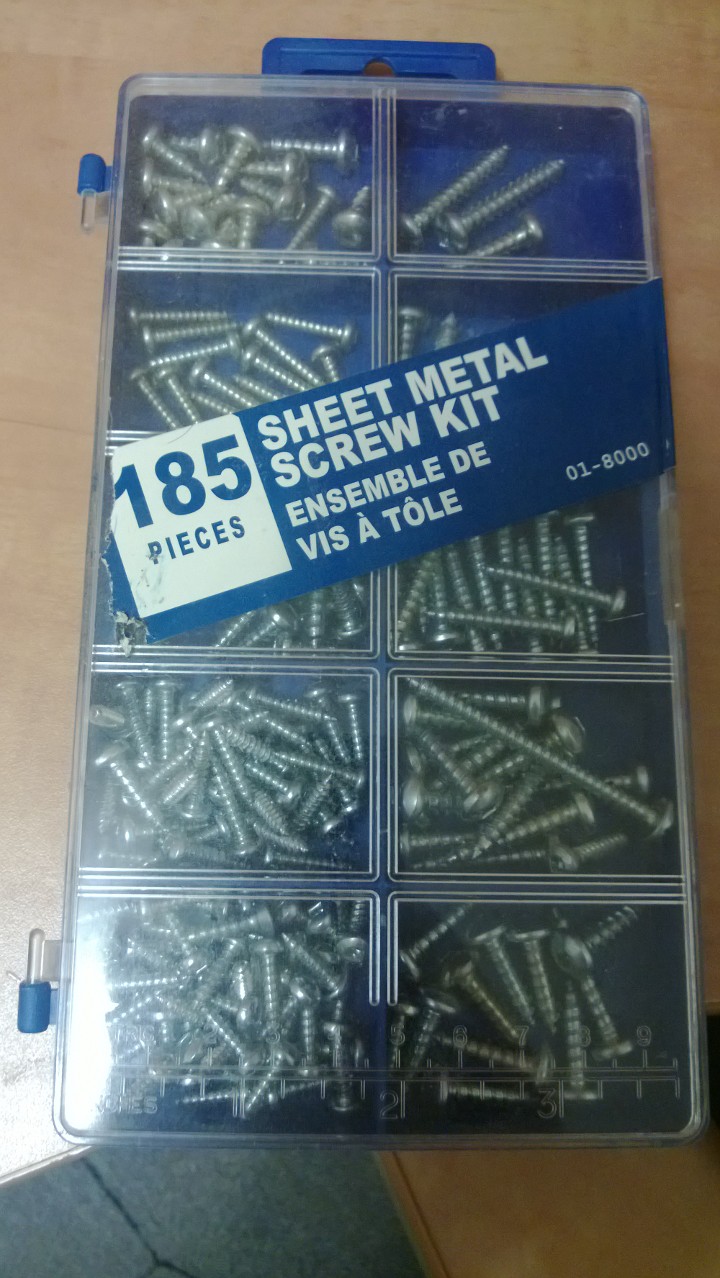 185
PIECES
SHEET METAL
SCREW KIT
ENSEMBLE DE
VIS À TÔLE
01-8000
5 6 7 8 9
2 3